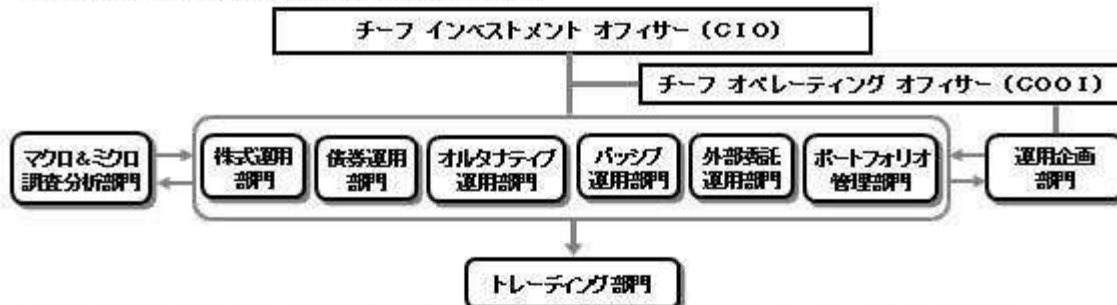 チーフ インベストメント オフィサー (CIO)
チーフ オペレーティング オフィサー (COOI)
マクロ&ミクロ
調査分析部門
株式運用
部門
債券運用
部門
オルタナティブ
運用部門
パッシブ
運用部門
外部委託
運用部門
ポートフォリオ
管理部門
運用企画
部門
トレーディング部門